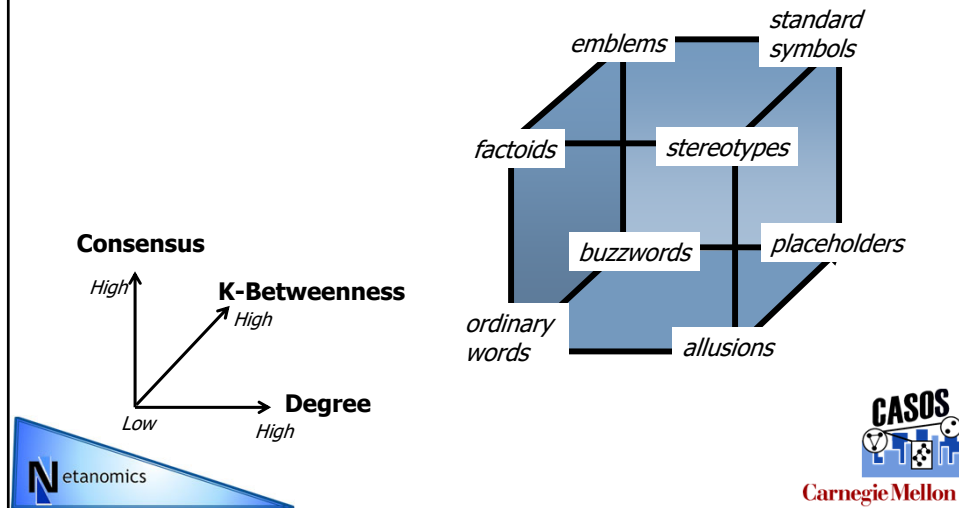 standard
symbols
emblems
factoids
stereotypes
buzzwords
placeholders
ordinary
words
allusions
Consensus
High
K-Betweenness
High
Degree
Low
High
N etanomics
CASOS
Carnegie Mellon